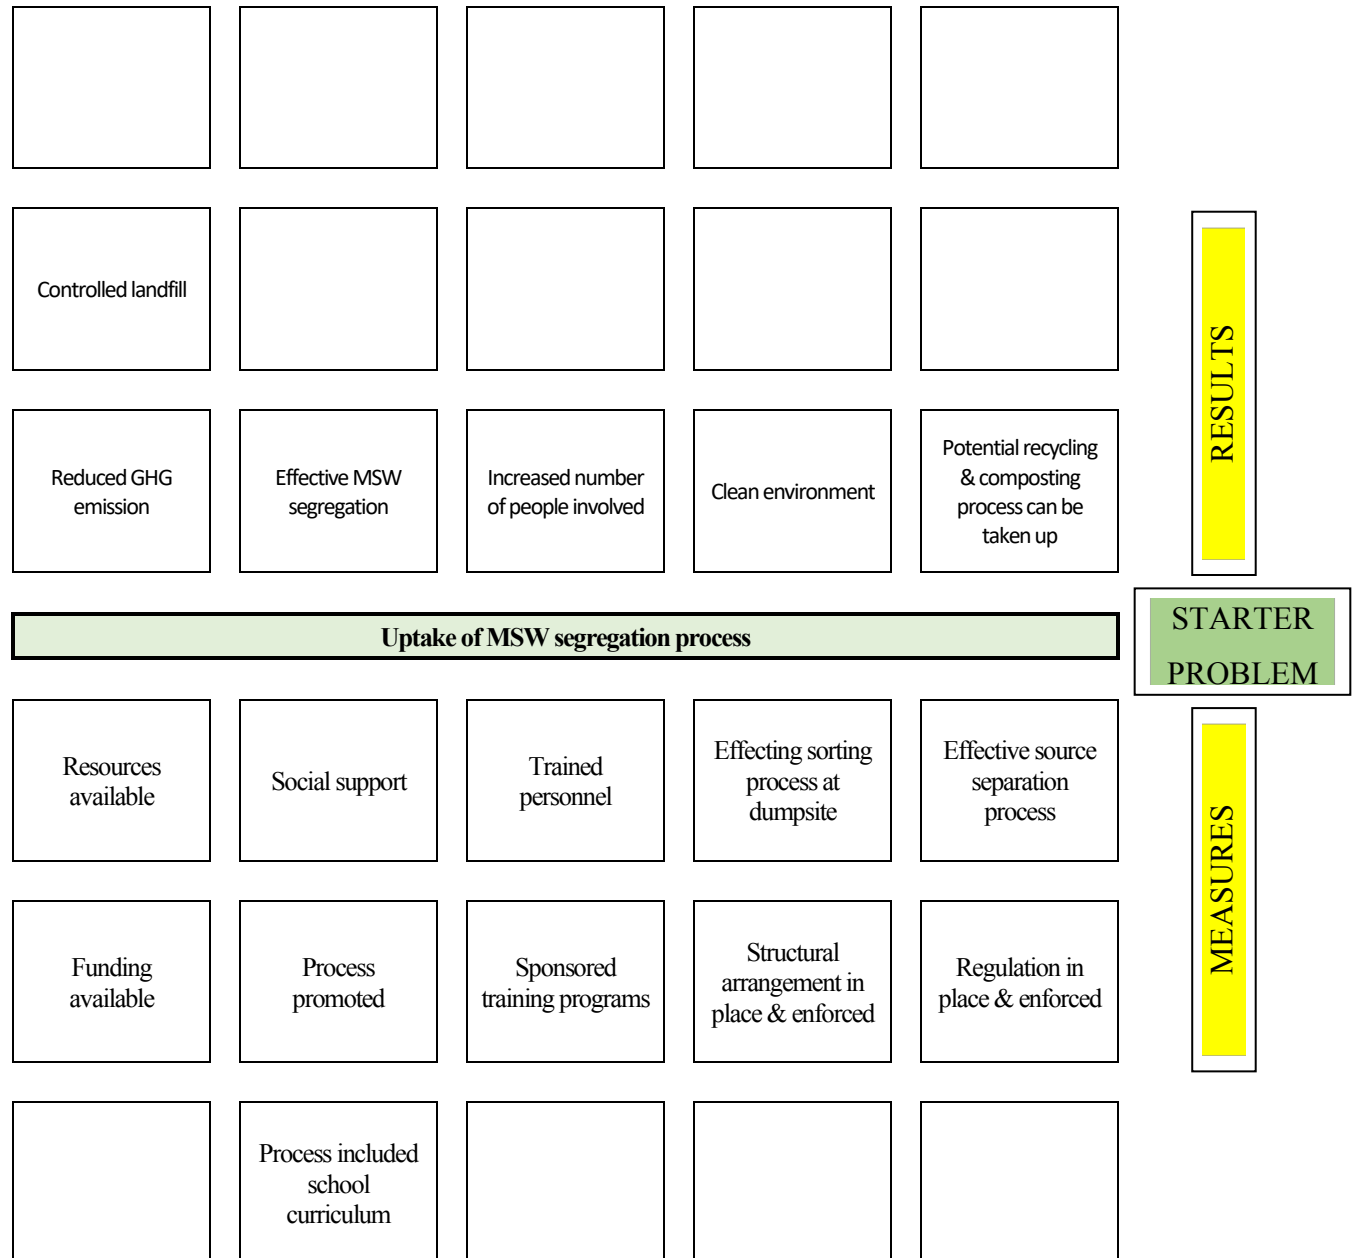 Controlled landfill
Reduced GHG
emission
Effective MSW
segregation
Increased number
of people involved
Clean environment
Potential recycling
& composting
process can be
taken up
RESULTS
Uptake of MSW segregation process
STARTER
PROBLEM
Resources
available
Social support
Trained
personnel
Effecting sorting
process at
dumpsite
Effective source
separation
process
MEASURES
Funding
available
Process
promoted
Sponsored
training programs
Structural
arrangement in
place & enforced
Regulation in
place & enforced
Process included
school
curriculum